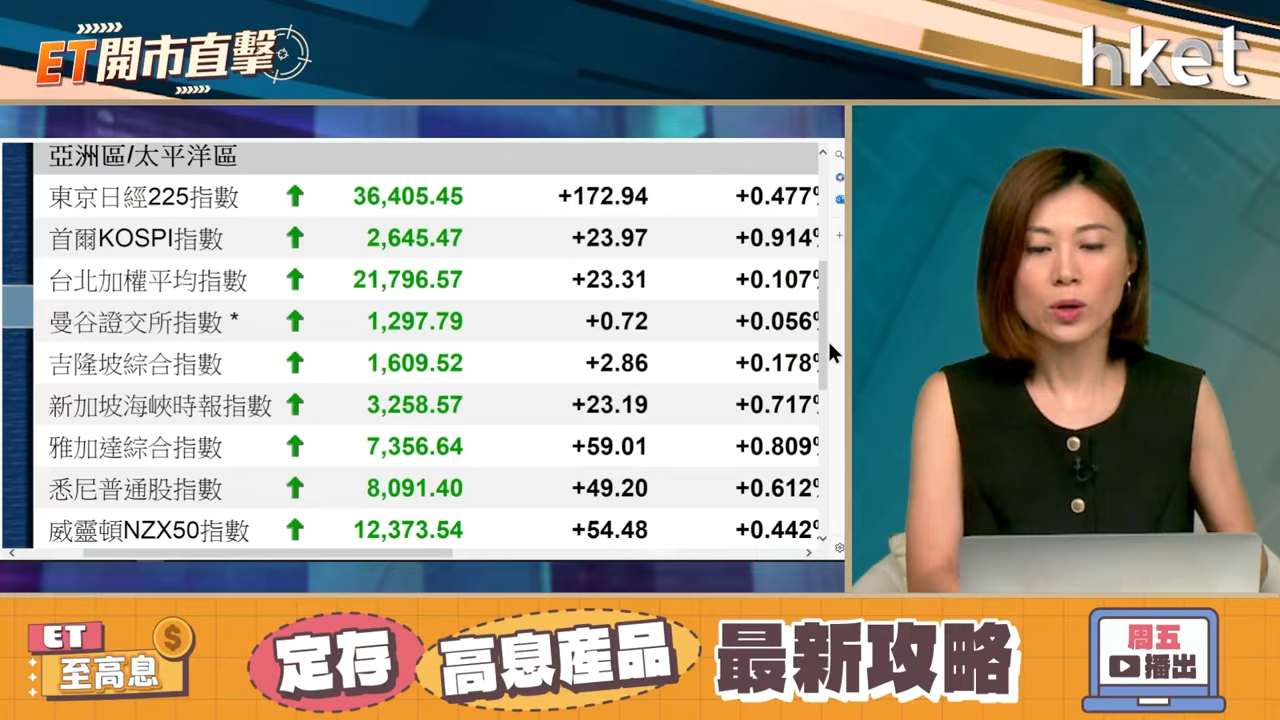 ET開市直擊
hket
亞洲區/太平洋區
東京日經225指數 36,405.45 +172.94 +0.477%
首爾KOSPI指數 2,645.47 +23.97 +0.914%
台北加權平均指數 21,796.57 +23.31 +0.107%
曼谷證交所指數 * 1,297.79 +0.72 +0.056%
吉隆坡綜合指數 1,609.52 +2.86 +0.178%
新加坡海峽時報指數 3,258.57 +23.19 +0.717%
雅加達綜合指數 7,356.64 +59.01 +0.809%
悉尼普通股指數 8,091.40 +49.20 +0.612%
威靈頓NZX50指數 12,373.54 +54.48 +0.442%
ET
至高息
$
定存 高息產品 最新攻略
周五
播出